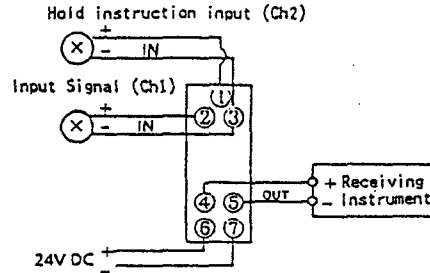 Hold instruction input (Ch2)
+
- IN
Input Signal (Ch1)
+
- IN
1
2 3
4 5
6 7
+ Receiving
OUT - Instrument
24V DC +
-